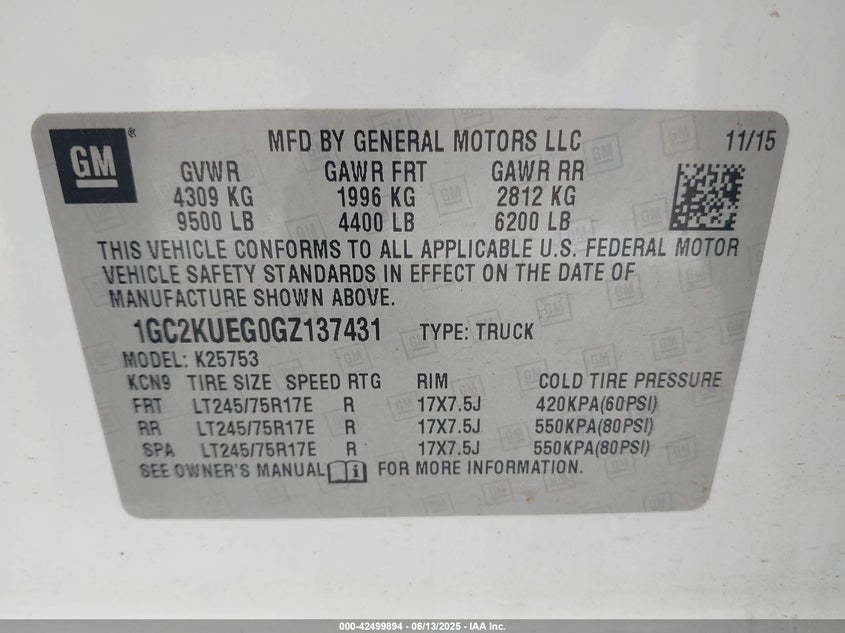 GM ®
MFD BY GENERAL MOTORS LLC 11/15
GVWR GAWR FRT GAWR RR
4309 KG 1996 KG 2812 KG
9500 LB 4400 LB 6200 LB
THIS VEHICLE CONFORMS TO ALL APPLICABLE U.S. FEDERAL MOTOR
VEHICLE SAFETY STANDARDS IN EFFECT ON THE DATE OF
MANUFACTURE SHOWN ABOVE.
1GC2KUEG0GZ137431 TYPE: TRUCK
MODEL: K25753
KCN9 TIRE SIZE SPEED RTG RIM COLD TIRE PRESSURE
FRT LT245/75R17E R 17X7.5J 420KPA(60PSI)
RR LT245/75R17E R 17X7.5J 550KPA(80PSI)
SPA LT245/75R17E R 17X7.5J 550KPA(80PSI)
SEE OWNER'S MANUAL i FOR MORE INFORMATION.
000-42499894 - 06/13/2025 - IAA Inc.